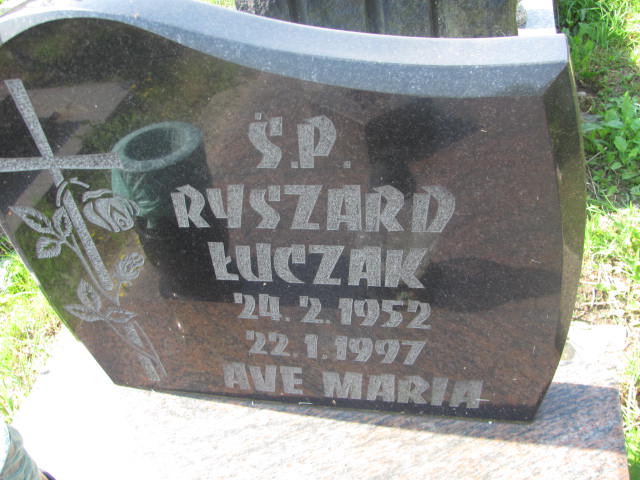 Ś.P.
RYSZARD
ŁUCZAK
24.2.1952
22.1.1997
AVE MARIA